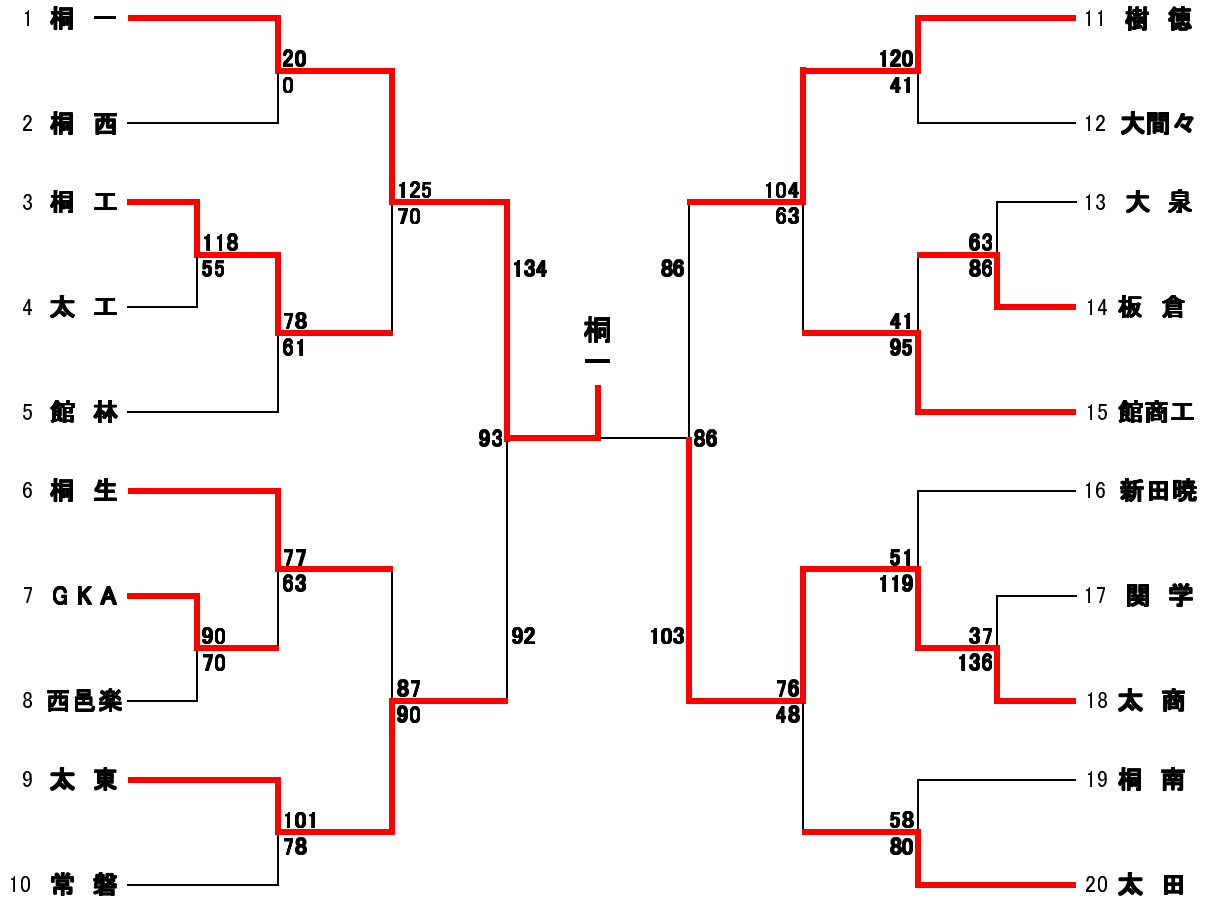 1 桐 一
20
0
2 桐 西
125
70
3 桐 工
118
55
4 太 工
78
61
5 館 林
134
93
92
6 桐 生
77
63
7 ＧＫＡ
90
70
8 西邑楽
87
90
9 太 東
101
78
10 常 磐
桐一
11 樹 徳
120
41
12 大間々
104
63
13 大 泉
63
86
14 板 倉
41
95
15 館商工
86
86
103
16 新田暁
51
119
17 関 学
37
136
18 太 商
76
48
19 桐 南
58
80
20 太 田